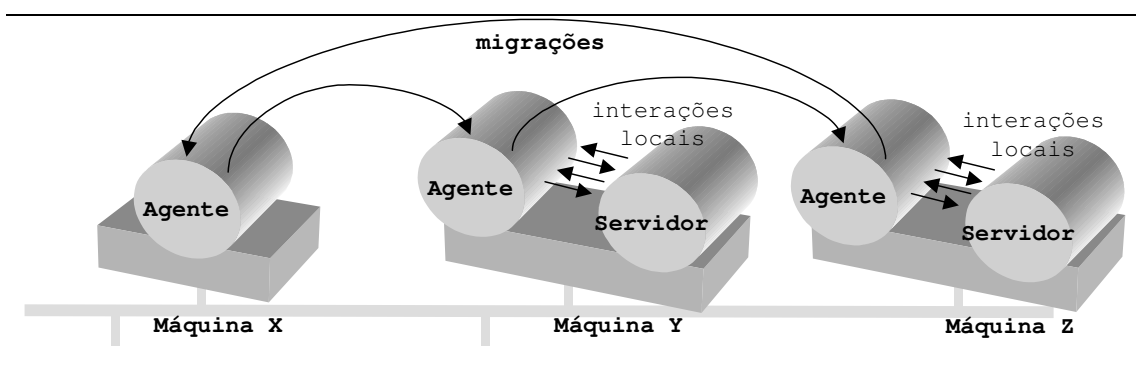 migrações
interações
locais
interações
locais
Agente
Agente
Servidor
Agente
Servidor
Máquina X
Máquina Y
Máquina Z